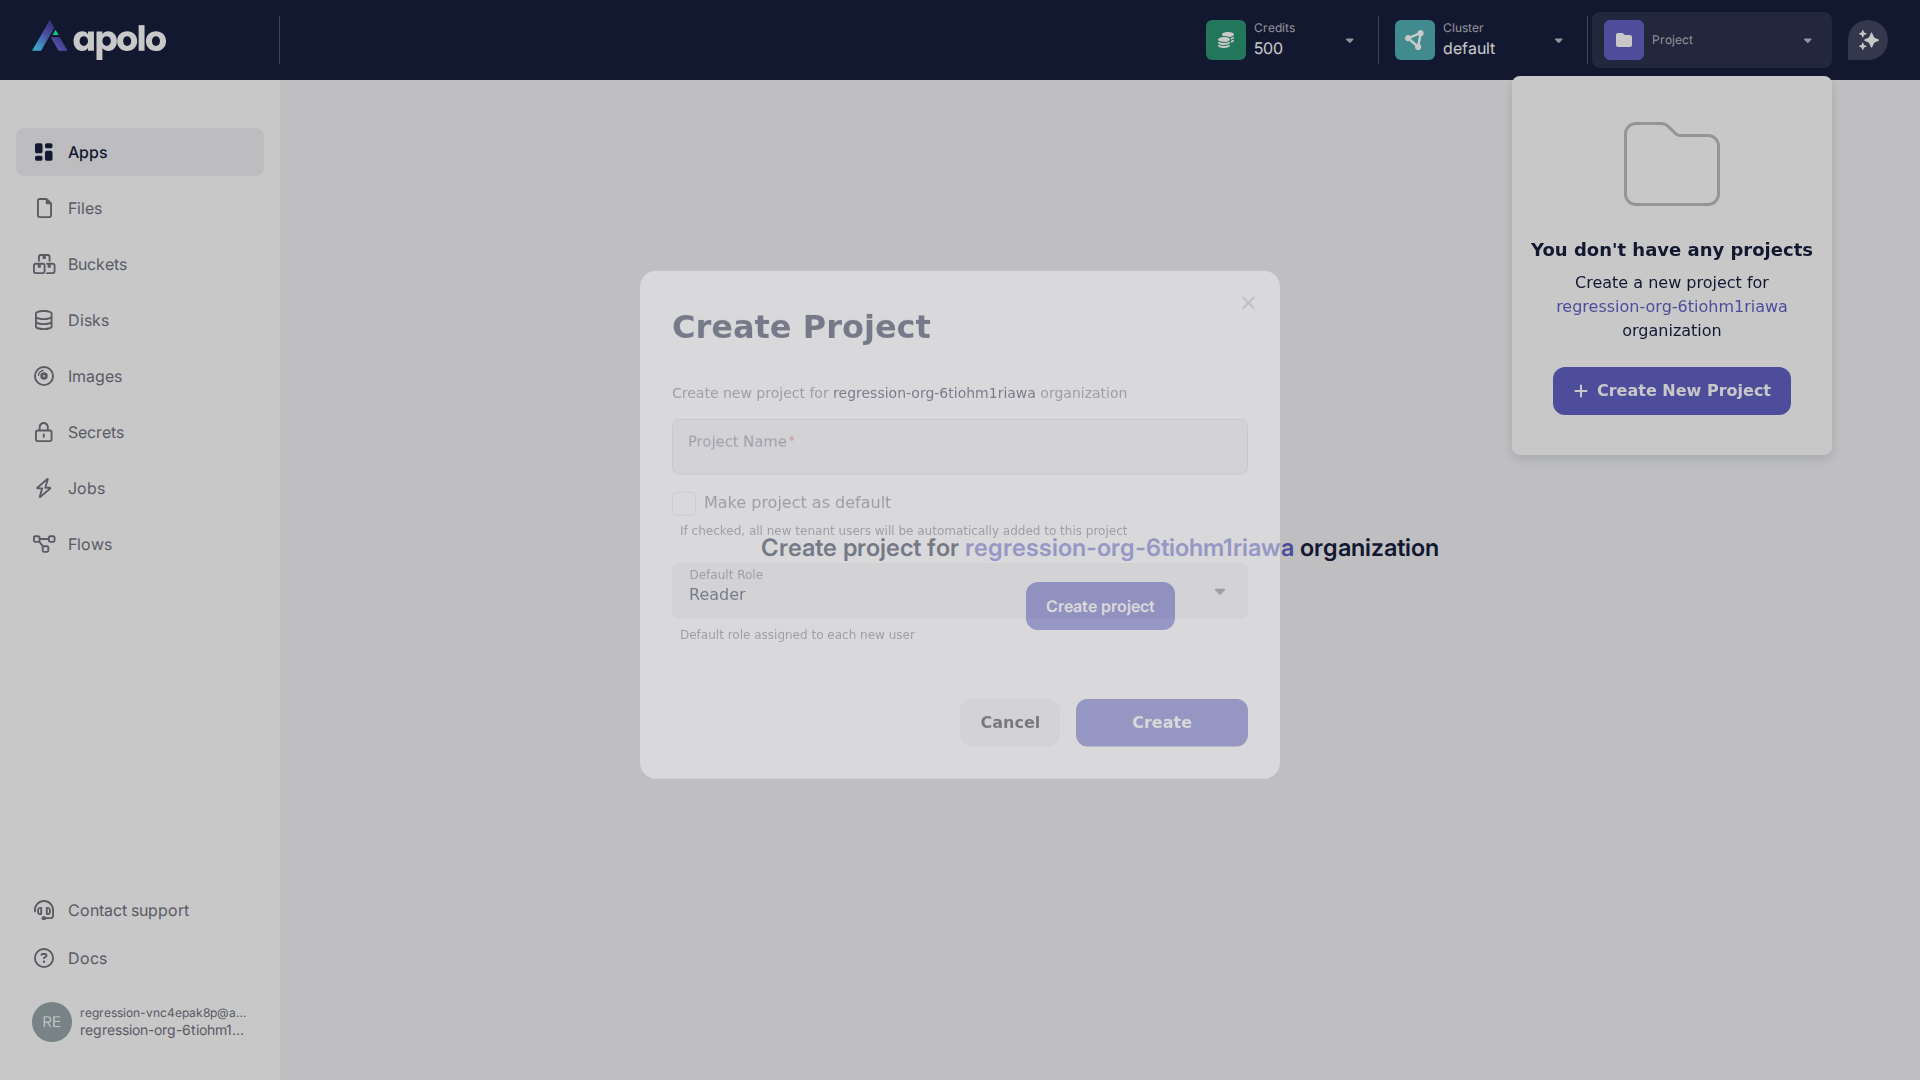 apolo
Credits
500
Cluster
default
Project
Apps
Files
Buckets
Disks
Images
Secrets
Jobs
Flows
Contact support
Docs
RE
regression-vnc4epak8p@a...
regression-org-6tiohm1...
You don't have any projects
Create a new project for
regression-org-6tiohm1riawa
organization
+ Create New Project
Create Project
Create new project for regression-org-6tiohm1riawa organization
Project Name*
Make project as default
If checked, all new tenant users will be automatically added to this project
Create project for regression-org-6tiohm1riawa organization
Default Role
Reader
Create project
Default role assigned to each new user
Cancel
Create